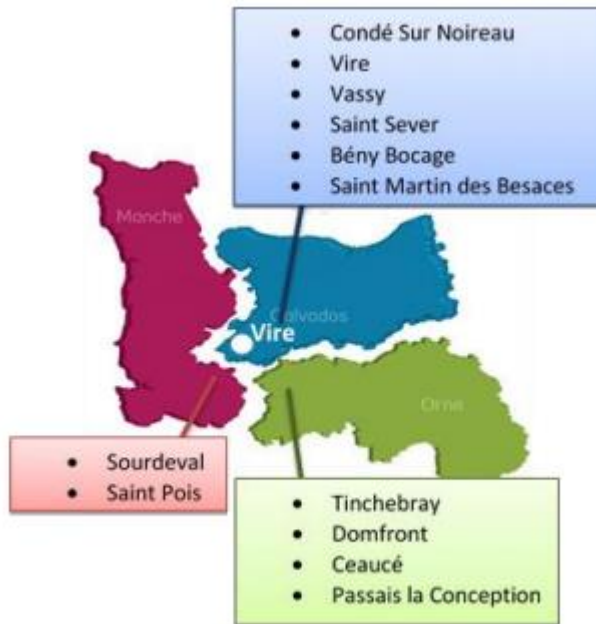 • Condé Sur Noireau
• Vire
• Vassy
• Saint Sever
• Bény Bocage
• Saint Martin des Besaces
Manche
Calvados
Vire
Orne
• Sourdeval
• Saint Pois
• Tinchebray
• Domfront
• Ceaucé
• Passais la Conception